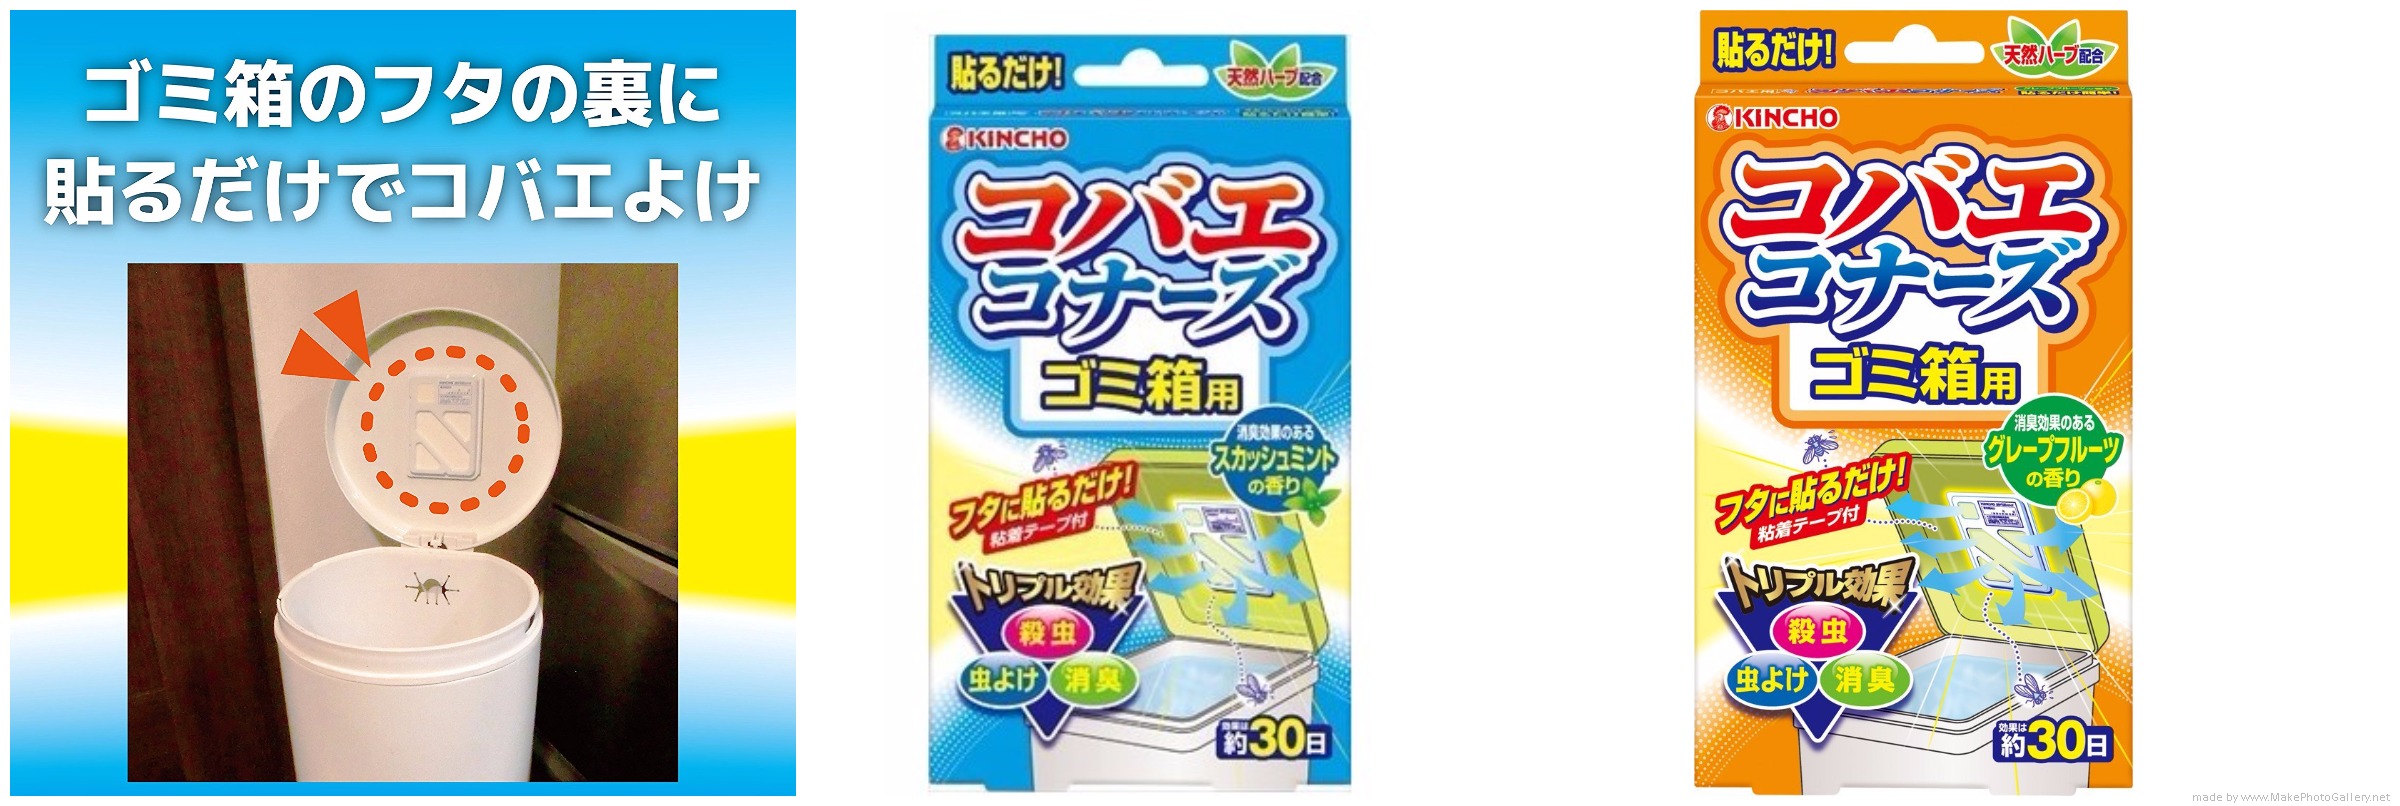 ゴミ箱のフタの裏に
貼るだけでコバエよけ
貼るだけ!
天然ハーブ配合
KINCHO
コバエ
コナーズ
ゴミ箱用
消臭効果のある
スカッシュミント
の香り
フタに貼るだけ!
粘着テープ付
トリプル効果
殺虫
虫よけ
消臭
効果は
約30日
貼るだけ!
天然ハーブ配合
KINCHO
コバエ
コナーズ
ゴミ箱用
消臭効果のある
グレープフルーツ
の香り
フタに貼るだけ!
粘着テープ付
トリプル効果
殺虫
虫よけ
消臭
効果は
約30日
made by www.MakePhotoGallery.net